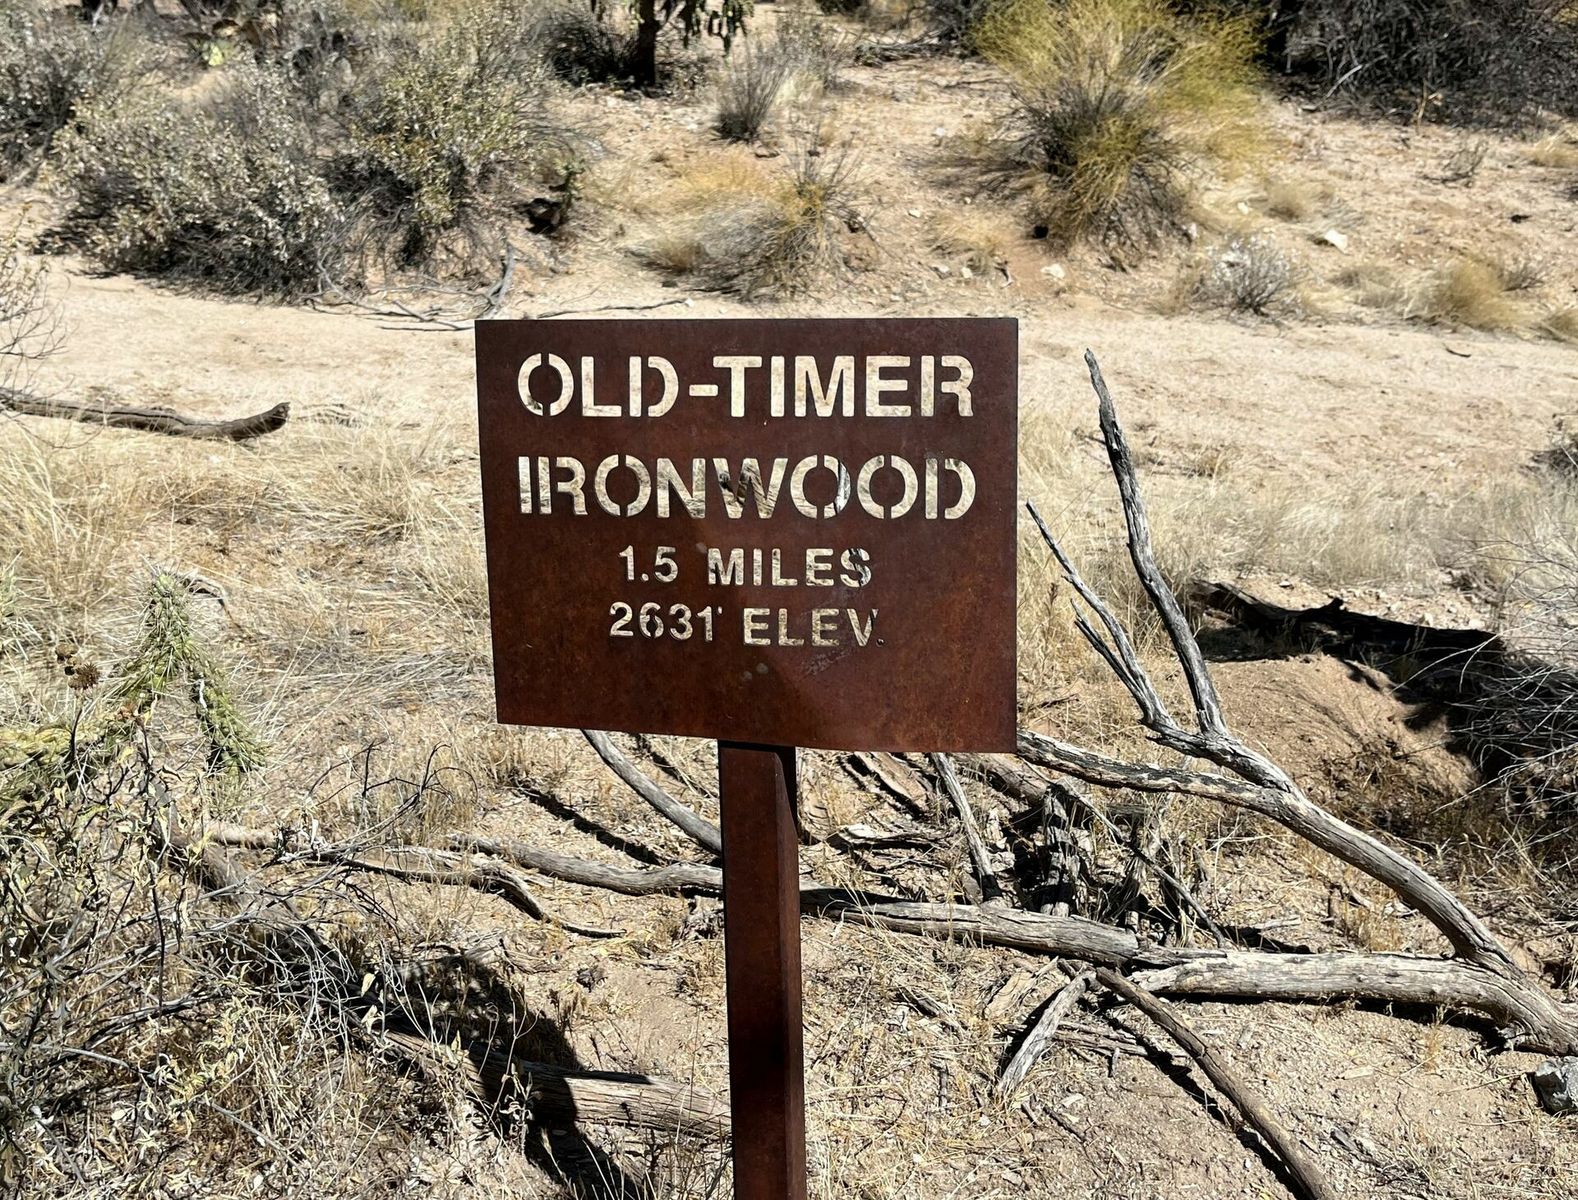 OLD-TIMER
IRONWOOD
1.5 MILES
2631' ELEV.